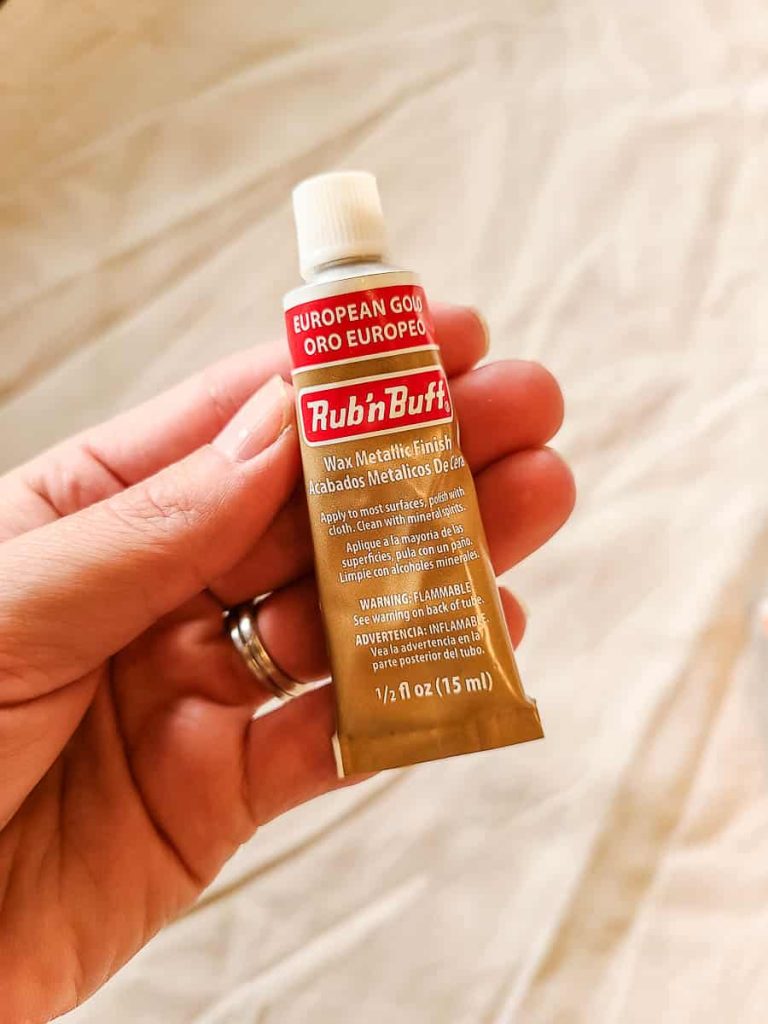 EUROPEAN GOLD
ORO EUROPEO
Rub'n Buff®
Wax Metallic Finish
Acabados Metalicos De Cera
Apply to most surfaces, polish with
cloth. Clean with mineral spirits.
Aplique a la mayoria de las
superficies, pula con un paño.
Limpie con alcoholes minerales.
WARNING: FLAMMABLE
See warning on back of tube.
ADVERTENCIA: INFLAMABLE.
Vea la advertencia en la
parte posterior del tubo.
1/2 fl oz (15 ml)